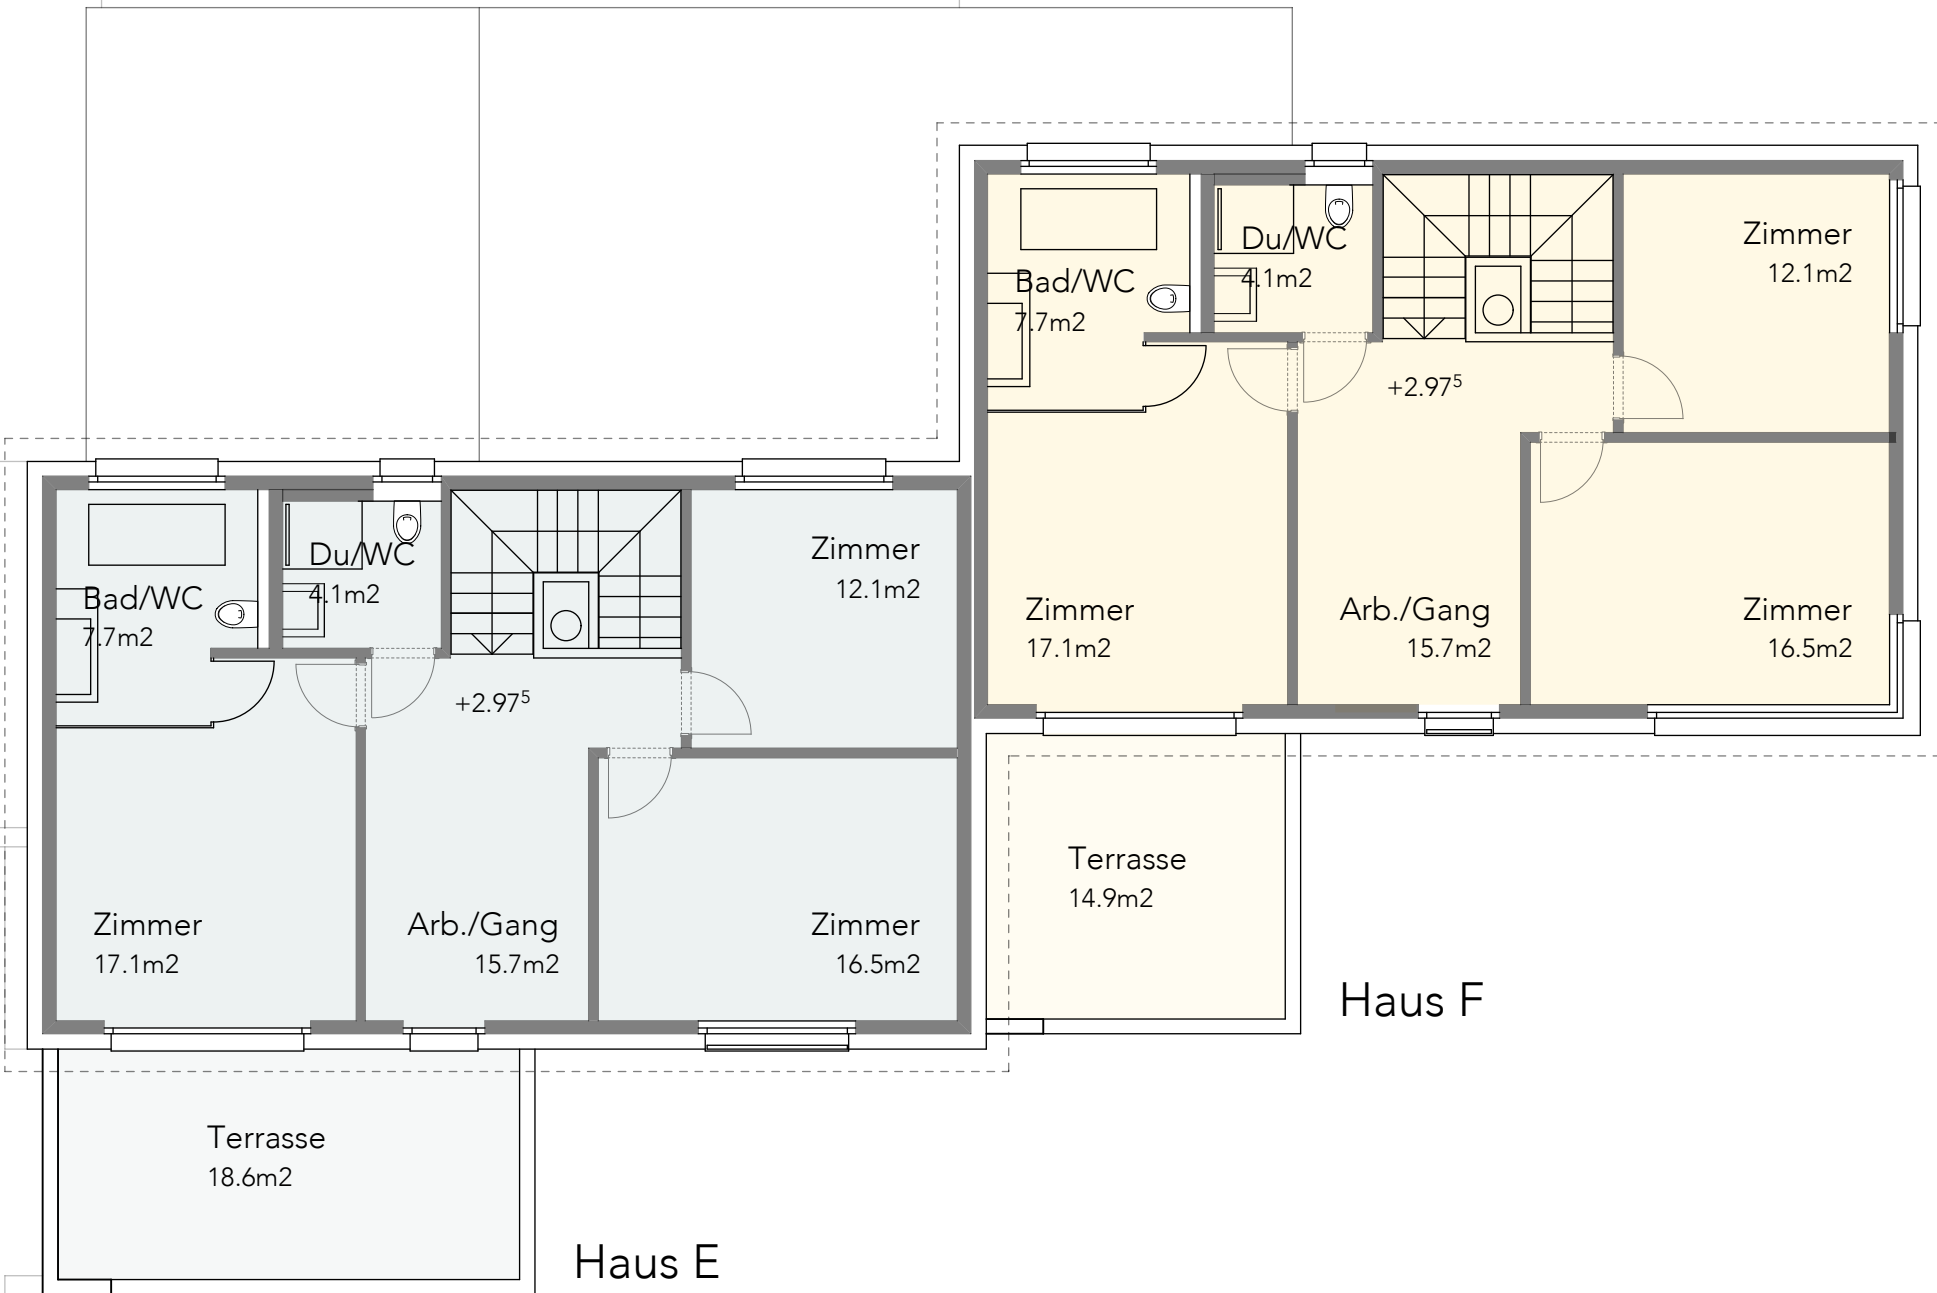 Zimmer
12.1m2
Du/WC
4.1m2
Bad/WC
7.7m2
+2.97⁵
Zimmer
17.1m2
Arb./Gang
15.7m2
Zimmer
16.5m2
Terrasse
14.9m2
Haus F
Zimmer
12.1m2
Du/WC
4.1m2
Bad/WC
7.7m2
+2.97⁵
Zimmer
17.1m2
Arb./Gang
15.7m2
Zimmer
16.5m2
Terrasse
18.6m2
Haus E